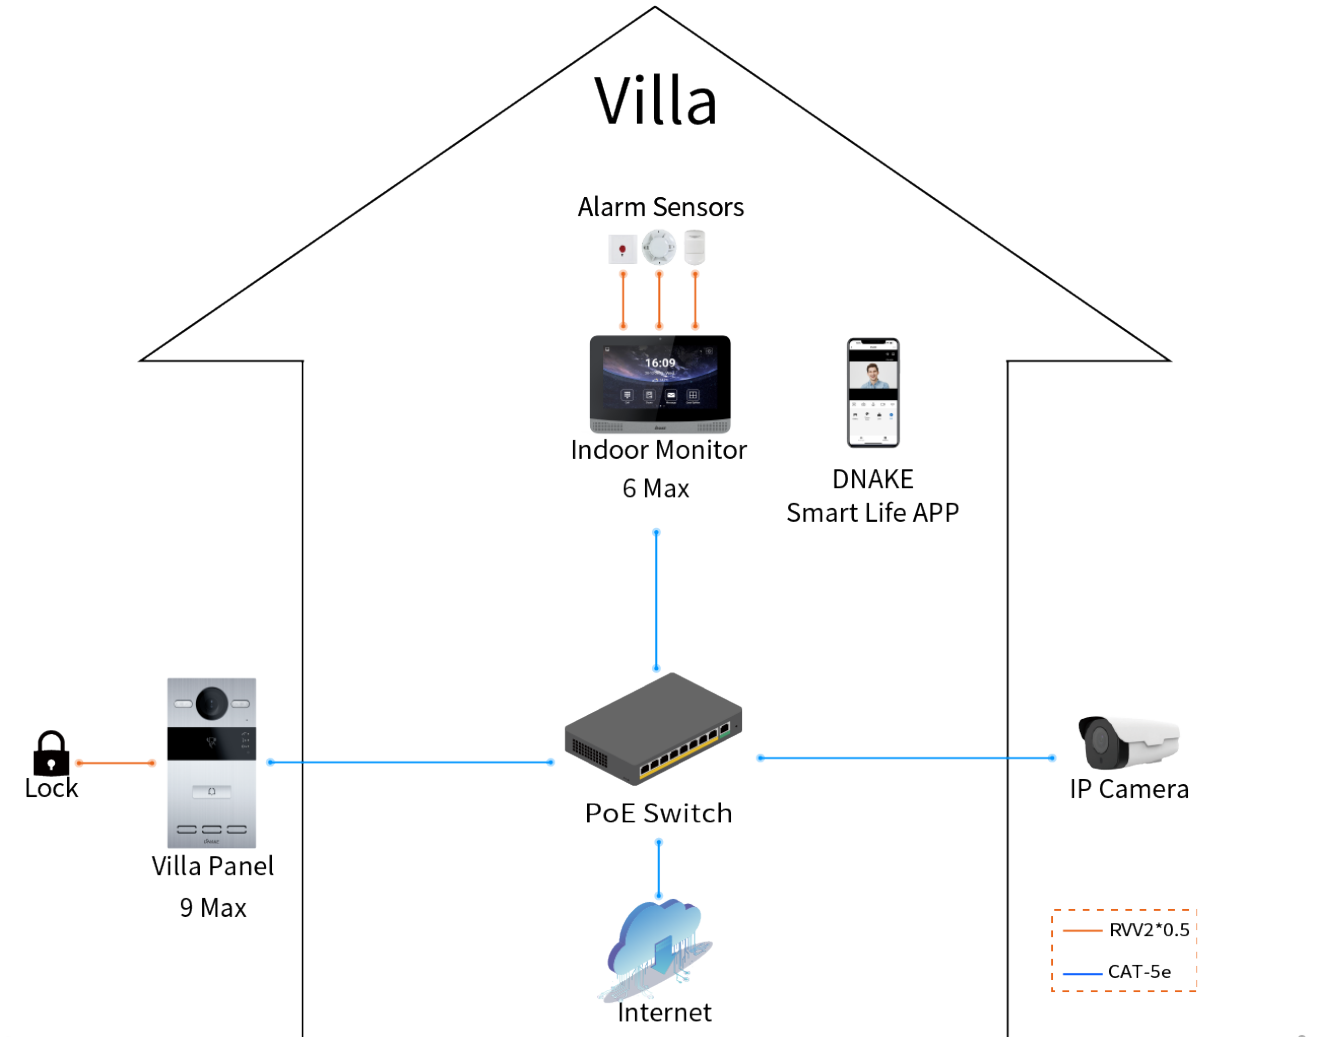 Villa
Alarm Sensors
16:09
Indoor Monitor
6 Max
DNAKE
Smart Life APP
Lock
Villa Panel
9 Max
PoE Switch
IP Camera
RVV2*0.5
CAT-5e
Internet